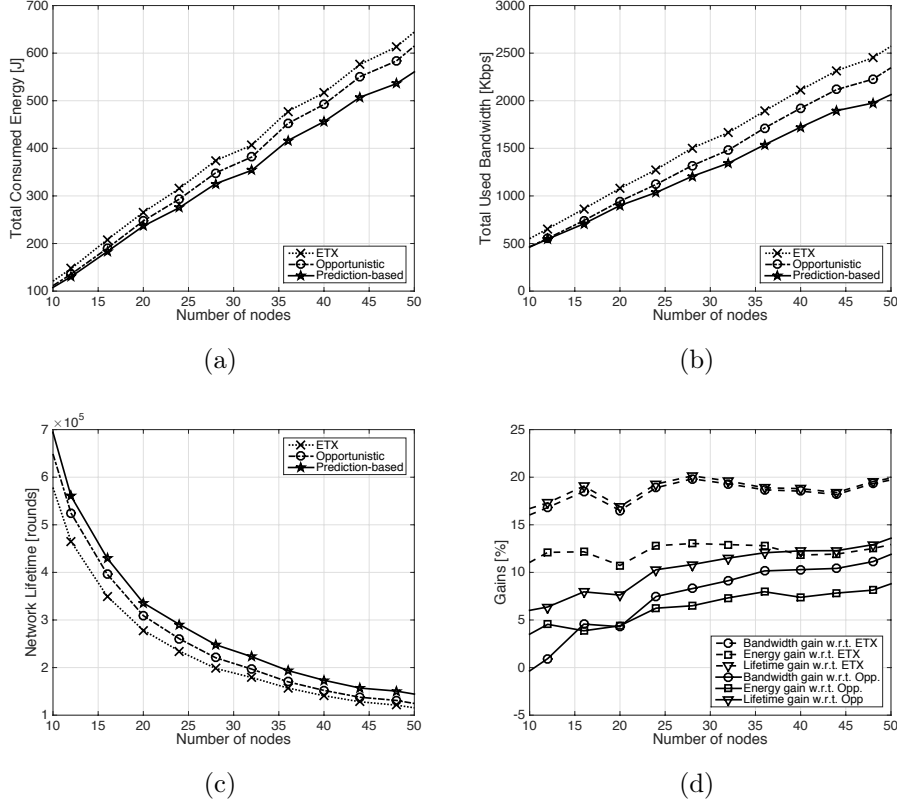 700
600
500
400
300
200
100
10 15 20 25 30 35 40 45 50
Total Consumed Energy [J]
Number of nodes
ETX
Opportunistic
Prediction-based
(a)
3000
2500
2000
1500
1000
500
0
10 15 20 25 30 35 40 45 50
Total Used Bandwidth [Kbps]
Number of nodes
ETX
Opportunistic
Prediction-based
(b)
×10⁵
7
6
5
4
3
2
1
10 15 20 25 30 35 40 45 50
Network Lifetime [rounds]
Number of nodes
ETX
Opportunistic
Prediction-based
(c)
25
20
15
10
5
0
-5
10 15 20 25 30 35 40 45 50
Gains [%]
Number of nodes
Bandwidth gain w.r.t. ETX
Energy gain w.r.t. ETX
Lifetime gain w.r.t. ETX
Bandwidth gain w.r.t. Opp.
Energy gain w.r.t. Opp.
Lifetime gain w.r.t. Opp
(d)